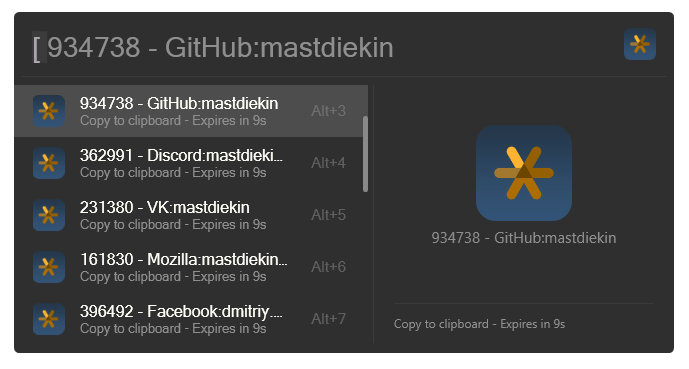 [ 934738 - GitHub:mastdiekin
934738 - GitHub:mastdiekin
Copy to clipboard - Expires in 9s
Alt+3
362991 - Discord:mastdieki...
Copy to clipboard - Expires in 9s
Alt+4
231380 - VK:mastdiekin
Copy to clipboard - Expires in 9s
Alt+5
161830 - Mozilla:mastdiekin...
Copy to clipboard - Expires in 9s
Alt+6
396492 - Facebook:dmitriy....
Copy to clipboard - Expires in 9s
Alt+7
934738 - GitHub:mastdiekin
Copy to clipboard - Expires in 9s